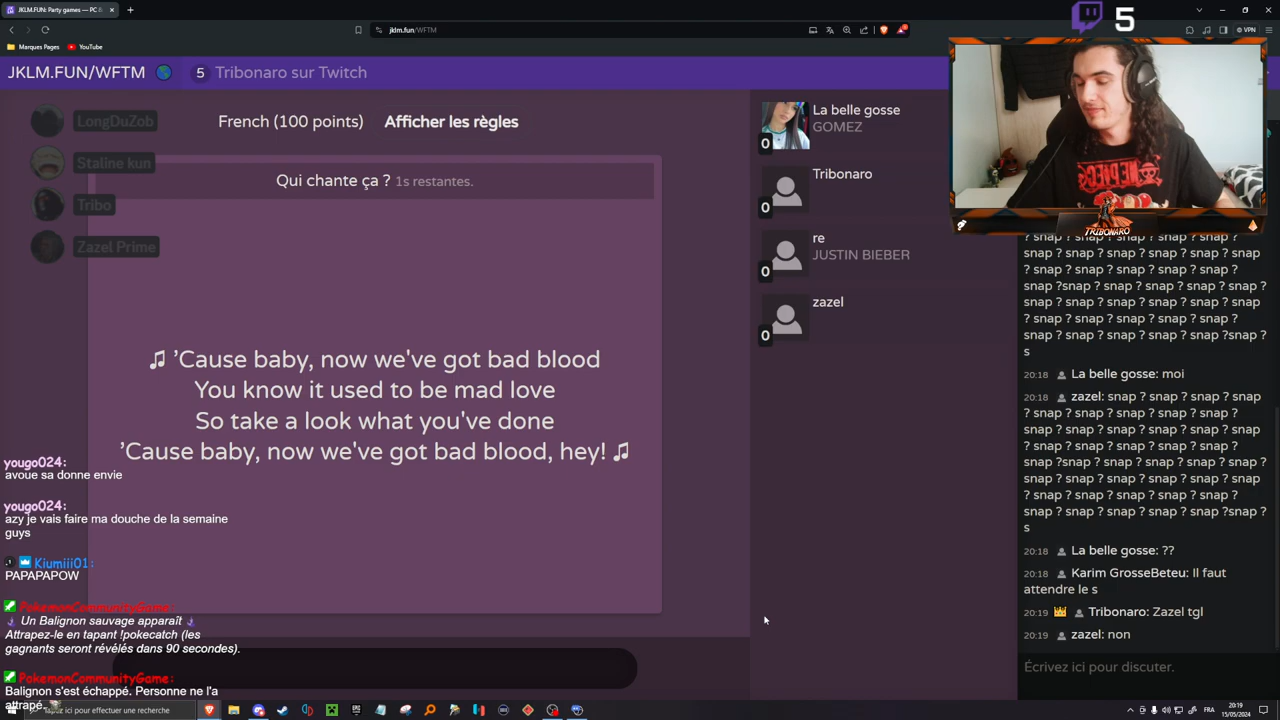 JKLM.FUN: Party games — PC
jklm.fun/WFTM
VPN
Marques Pages
YouTube
5
JKLM.FUN/WFTM
5 Tribonaro sur Twitch
LongDuZob
Staline kun
Tribo
Zazel Prime
French (100 points) Afficher les règles
Qui chante ça ? 1s restantes.
♫ ’Cause baby, now we've got bad blood
You know it used to be mad love
So take a look what you've done
’Cause baby, now we've got bad blood, hey! ♫
La belle gosse
GOMEZ
0
Tribonaro
0
re
JUSTIN BIEBER
0
zazel
0
TRIBONARO
? snap ? snap ? snap ? snap ?
snap ? snap ? snap ? snap ? snap
? snap ? snap ? snap ? snap ?
snap ?snap ? snap ? snap ? snap ?
snap ? snap ? snap ? snap ? snap
? snap ? snap ? snap ? snap ?
snap ? snap ? snap ? snap ?snap ?
s
20:18 La belle gosse: moi
20:18 zazel: snap ? snap ? snap ? snap
? snap ? snap ? snap ? snap ?
snap ? snap ? snap ? snap ? snap
? snap ? snap ? snap ? snap ?
snap ?snap ? snap ? snap ? snap ?
snap ? snap ? snap ? snap ? snap
? snap ? snap ? snap ? snap ?
snap ? snap ? snap ? snap ?snap ?
s
20:18 La belle gosse: ??
20:18 Karim GrosseBeteu: Il faut
attendre le s
20:19 Tribonaro: Zazel tgl
20:19 zazel: non
Écrivez ici pour discuter.
yougo024:
avoue sa donne envie
yougo024:
azy je vais faire ma douche de la semaine
guys
Kiumiii01:
PAPAPAPOW
PokemonCommunityGame:
Un Balignon sauvage apparaît
Attrapez-le en tapant !pokecatch (les
gagnants seront révélés dans 90 secondes).
PokemonCommunityGame:
Balignon s'est échappé. Personne ne l'a
attrapé.
ici pour effectuer une recherche
FRA
20:19
15/05/2024